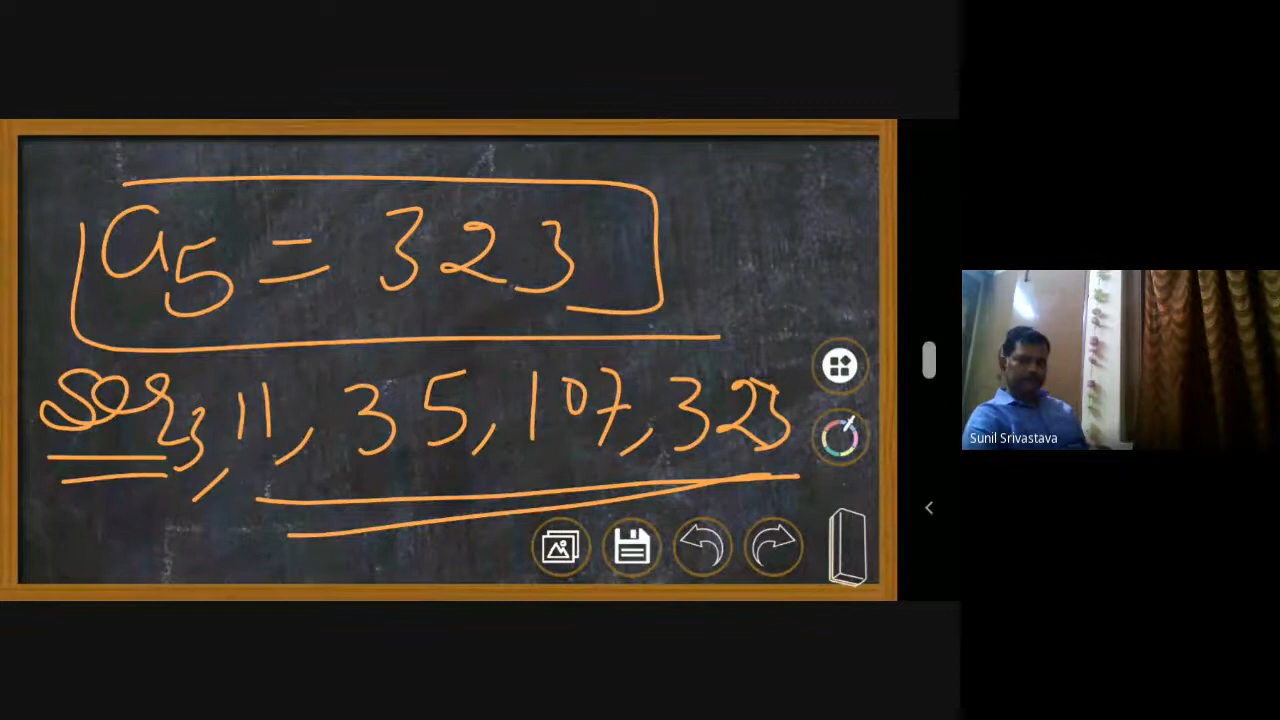 a5 = 323
Seq 3, 11, 35, 107, 323
Sunil Srivastava